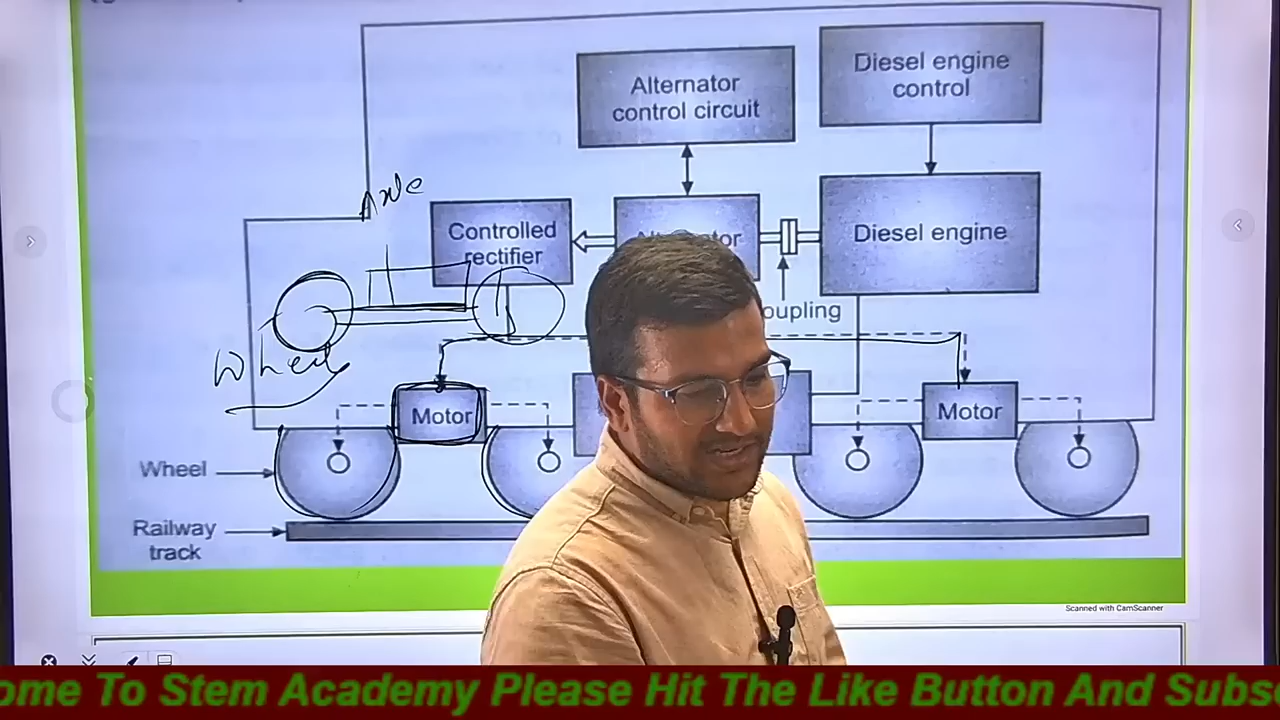 Alternator
control circuit
Diesel engine
control
Axle
Controlled
rectifier
Diesel engine
oupling
Wheel
Motor
Motor
Wheel
Railway
track
Scanned with CamScanner
ome To Stem Academy Please Hit The Like Button And Subs